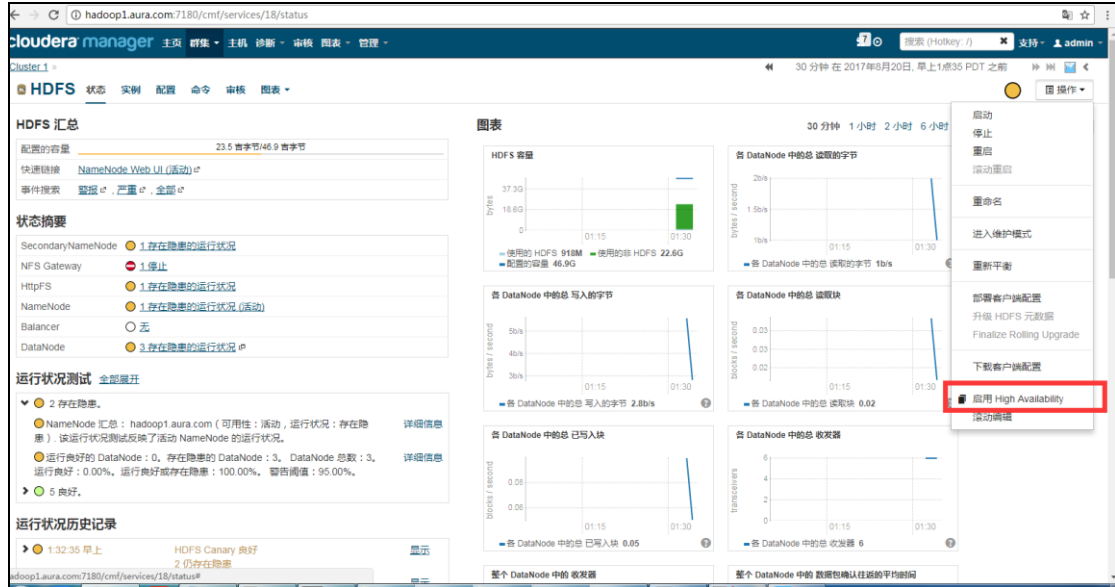 hadoop1.aura.com:7180/cmf/services/18/status
cloudera manager 主页 群集 主机 诊断 审核 图表 管理
7 搜索 (Hotkey: /) 支持 admin
Cluster 1
30 分钟 在 2017年8月20日, 早上1点35 PDT 之前
HDFS 状态 实例 配置 命令 审核 图表 操作
HDFS 汇总
配置的容量 23.5 吉字节/46.9 吉字节
快速链接 NameNode Web UI (活动)
事件搜索 警报 , 严重 , 全部
状态摘要
SecondaryNameNode 1 存在隐患的运行状况
NFS Gateway 1 停止
HttpFS 1 存在隐患的运行状况
NameNode 1 存在隐患的运行状况 (活动)
Balancer 无
DataNode 3 存在隐患的运行状况
运行状况测试 全部展开
2 存在隐患。
NameNode 汇总： hadoop1.aura.com（可用性：活动，运行状况：存在隐 详细信息
患）. 该运行状况测试反映了活动 NameNode 的运行状况。
运行良好的 DataNode：0。存在隐患的 DataNode：3。 DataNode 总数：3。 详细信息
运行良好：0.00%。运行良好或存在隐患：100.00%。 警告阈值：95.00%。
5 良好。
运行状况历史记录
1:32:35 早上 HDFS Canary 良好 显示
2 仍存在隐患
显示
adoop1.aura.com:7180/cmf/services/18/status#
图表
30 分钟 1 小时 2 小时 6 小时
HDFS 容量
bytes
37.3G
18.6G
0
01:15 01:30
使用的 HDFS 918M 使用的非 HDFS 22.6G
配置的容量 46.9G
各 DataNode 中的总 读取的字节
bytes / second
2b/s
1.5b/s
1b/s
01:15 01:30
各 DataNode 中的总 读取的字节 1b/s
各 DataNode 中的总 写入的字节
bytes / second
5b/s
4b/s
3b/s
01:15 01:30
各 DataNode 中的总 写入的字节 2.8b/s
各 DataNode 中的总 读取块
blocks / second
0.03
0.03
0.02
01:15 01:30
各 DataNode 中的总 读取块 0.02
各 DataNode 中的总 已写入块
blocks / second
0.08
0.06
01:15 01:30
各 DataNode 中的总 已写入块 0.05
各 DataNode 中的总 收发器
transceivers
6
4
2
0
01:15 01:30
各 DataNode 中的总 收发器 6
整个 DataNode 中的 收发器
整个 DataNode 中的 数据包确认往返的平均时间
启动
停止
重启
滚动重启
重命名
进入维护模式
重新平衡
部署客户端配置
升级 HDFS 元数据
Finalize Rolling Upgrade
下载客户端配置
启用 High Availability
滚动编辑